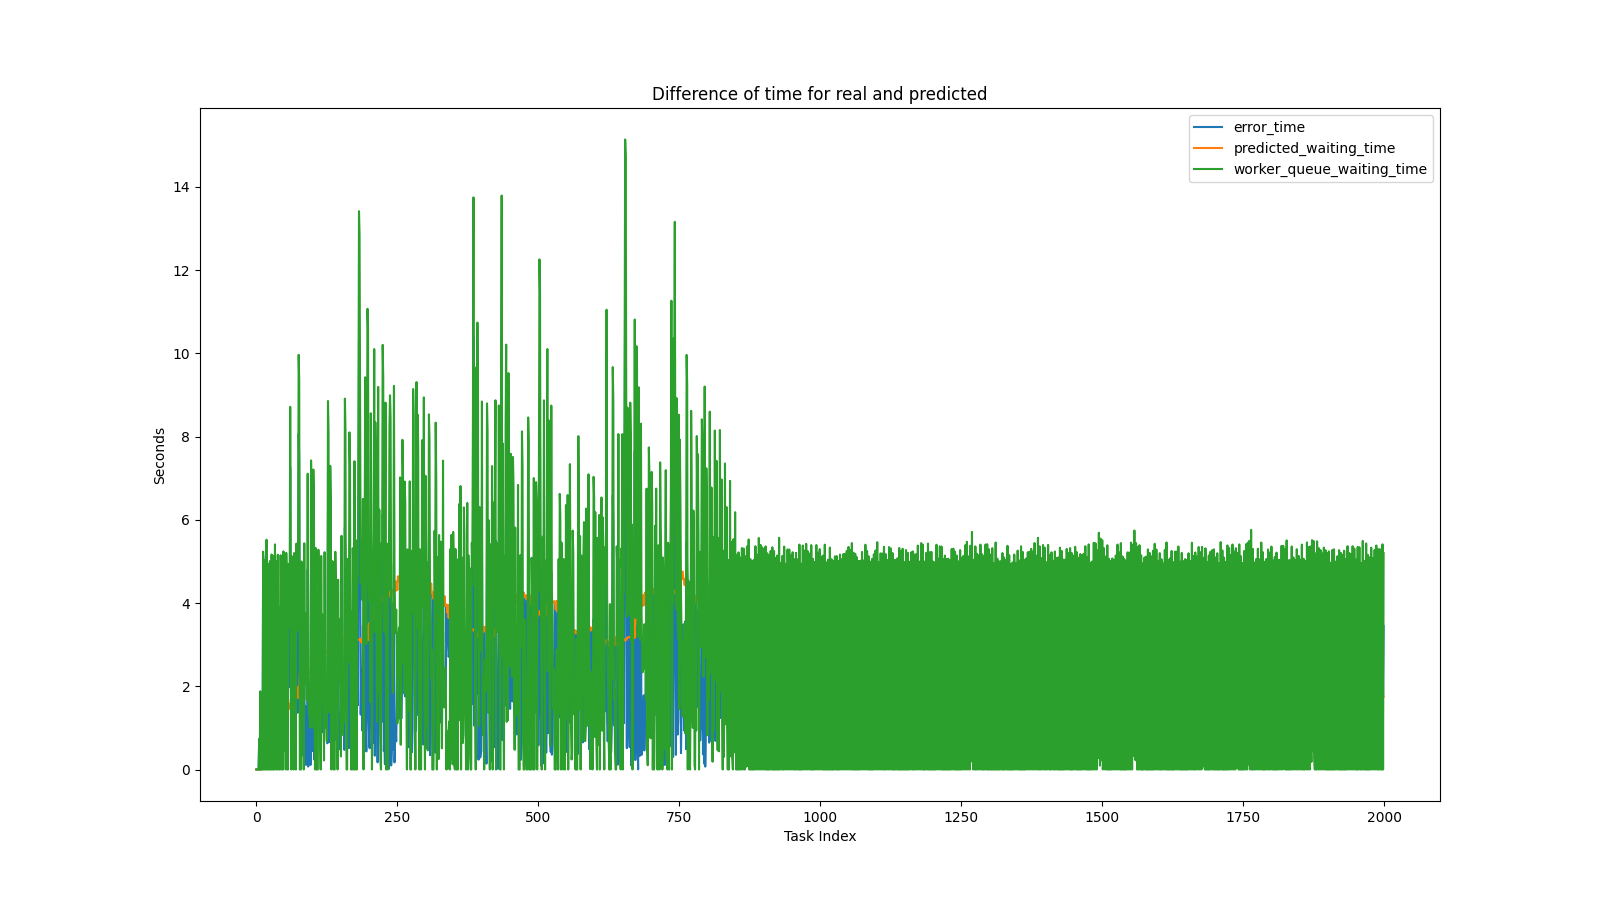 Difference of time for real and predicted
error_time
predicted_waiting_time
worker_queue_waiting_time
14
12
10
8
6
4
2
0
Seconds
0 250 500 750 1000 1250 1500 1750 2000
Task Index